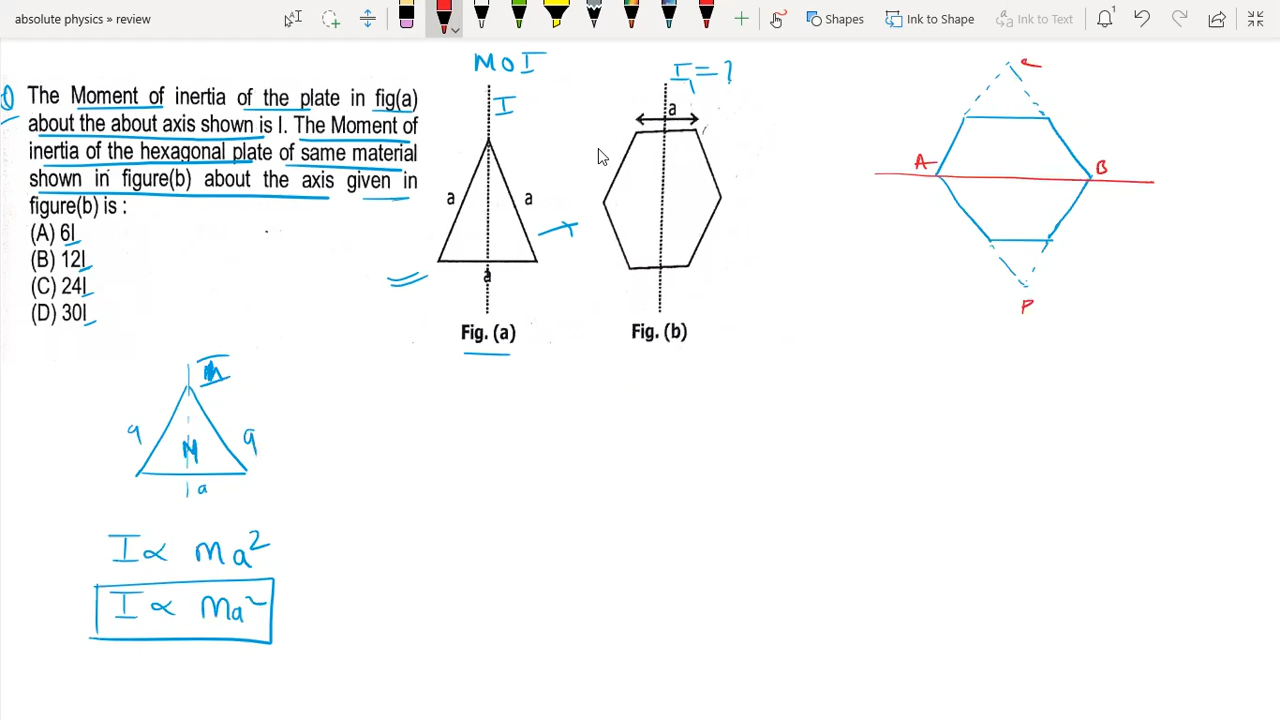 absolute physics » review
Shapes
Ink to Shape
Ink to Text
The Moment of inertia of the plate in fig(a)
about the about axis shown is I. The Moment of
inertia of the hexagonal plate of same material
shown in figure(b) about the axis given in
figure(b) is :
(A) 6I
(B) 12I
(C) 24I
(D) 30I
MOI
I
a
a
a
Fig. (a)
I₁ = ?
a
Fig. (b)
C
A
B
P
I
a
a
M
a
I ∝ ma²
I ∝ Ma²